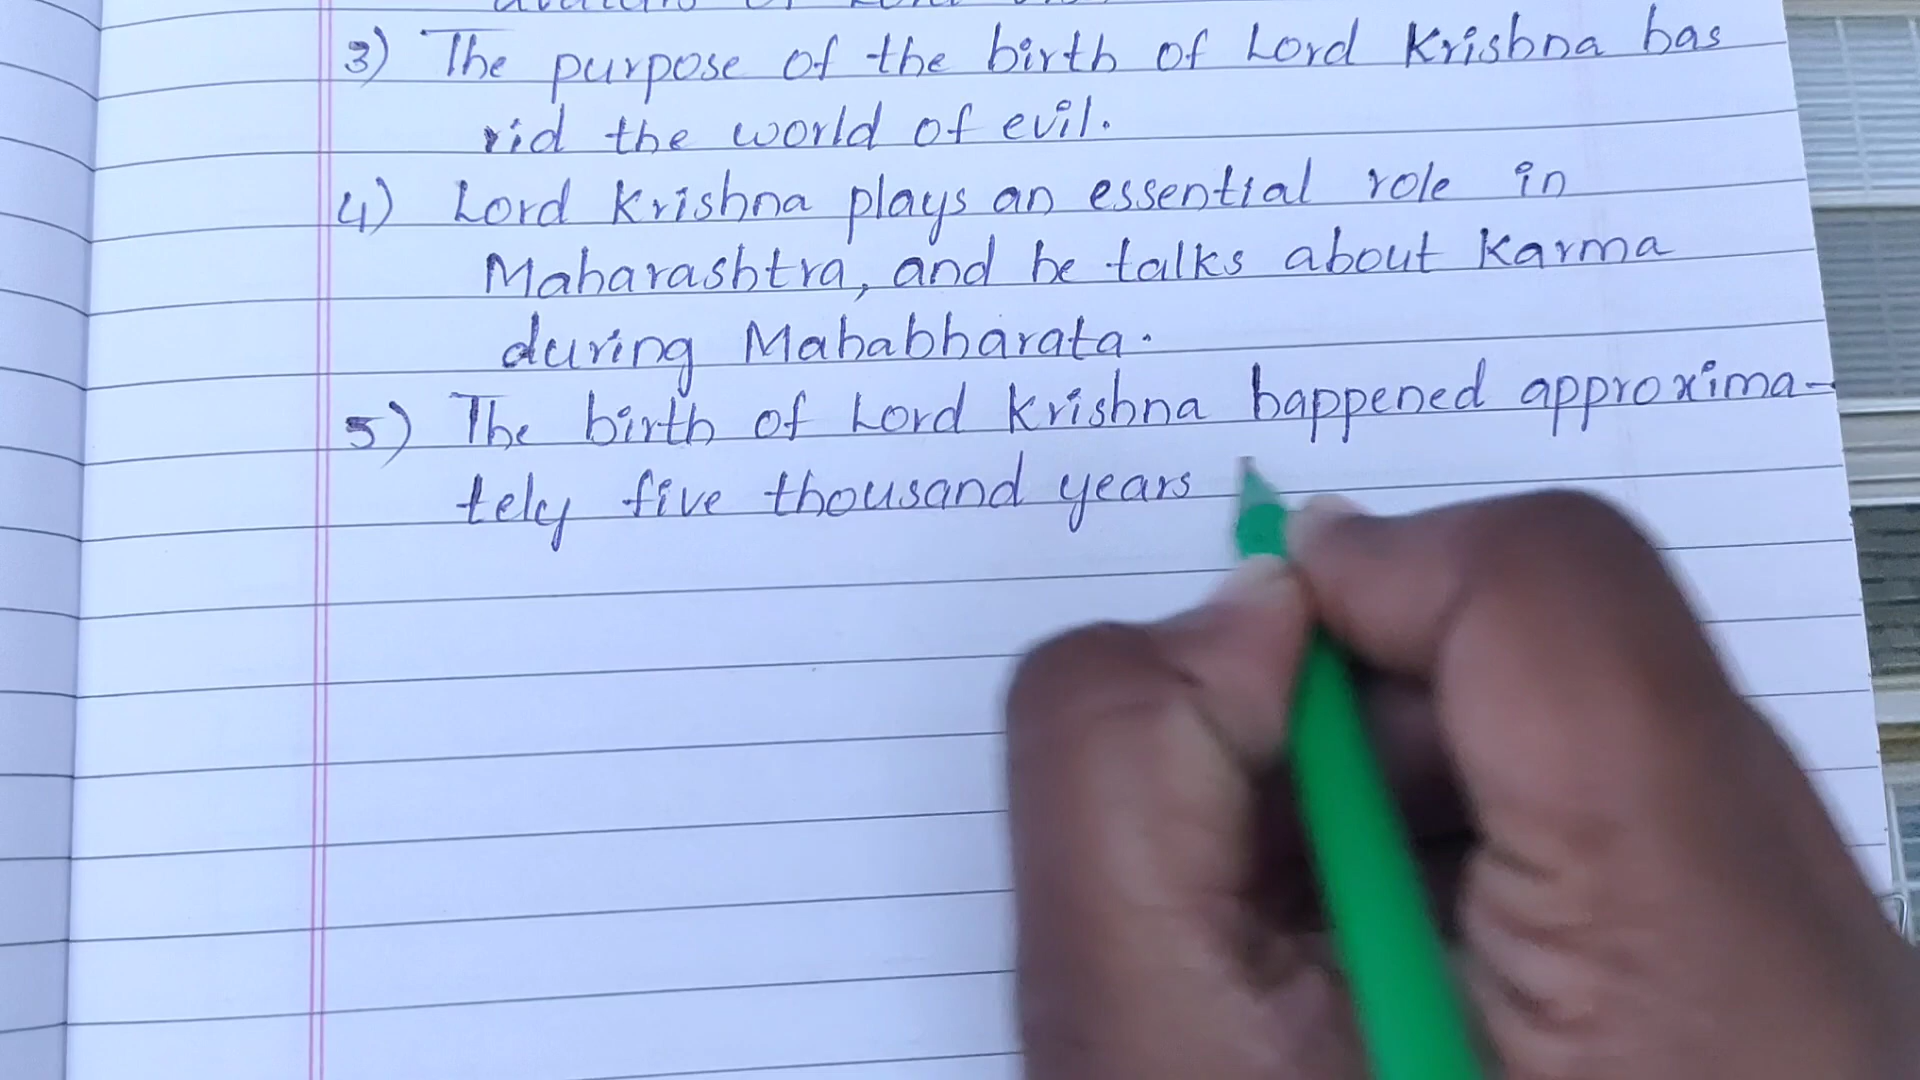 3) The purpose of the birth of Lord Krishna has
rid the world of evil.
4) Lord Krishna plays an essential role in
Maharashtra, and he talks about Karma
during Mahabharata.
5) The birth of Lord Krishna happened approxima-
tely five thousand years